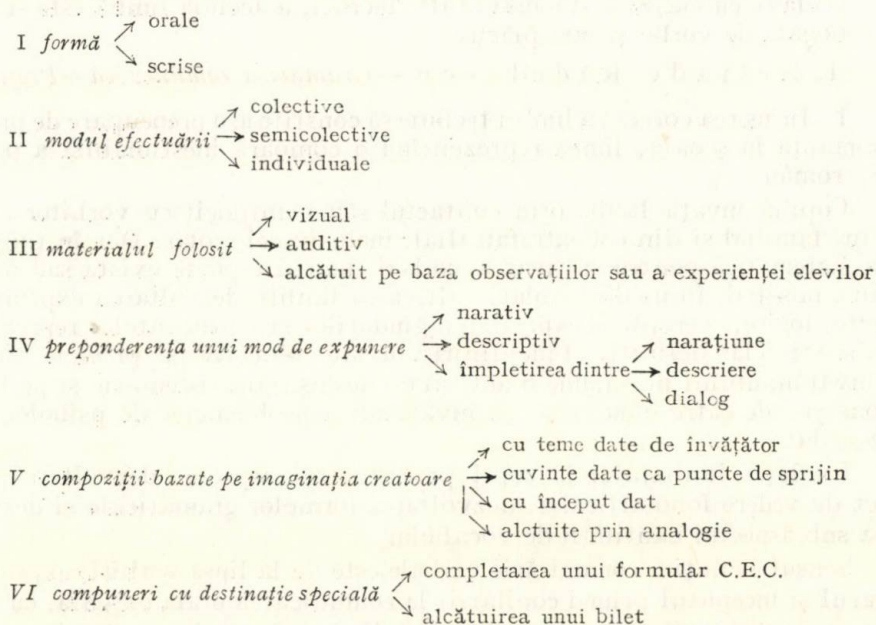 orale
I formă
scrise
colective
II modul efectuării semicolective
individuale
vizual
III materialul folosit auditiv
alcătuit pe baza observațiilor sau a experienței elevilor
narativ
IV preponderența unui mod de expunere descriptiv narațiune
împletirea dintre descriere
dialog
cu teme date de învățător
V compoziții bazate pe imaginația creatoare cuvinte date ca puncte de sprijin
cu început dat
alctuite prin analogie
completarea unui formular C.E.C.
VI compuneri cu destinație specială
alcătuirea unui bilet